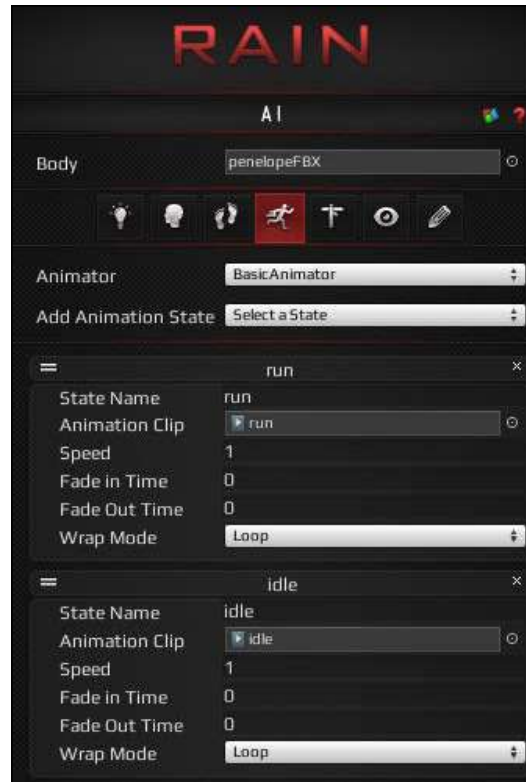 RAIN
AI ?
Body penelopeFBX
Animator BasicAnimator
Add Animation State Select a State
run ×
State Name run
Animation Clip run
Speed 1
Fade in Time 0
Fade Out Time 0
Wrap Mode Loop
idle ×
State Name idle
Animation Clip idle
Speed 1
Fade in Time 0
Fade Out Time 0
Wrap Mode Loop